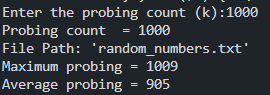 Enter the probing count (k):1000
Probing count  = 1000
File Path: 'random_numbers.txt'
Maximum probing = 1009
Average probing = 905